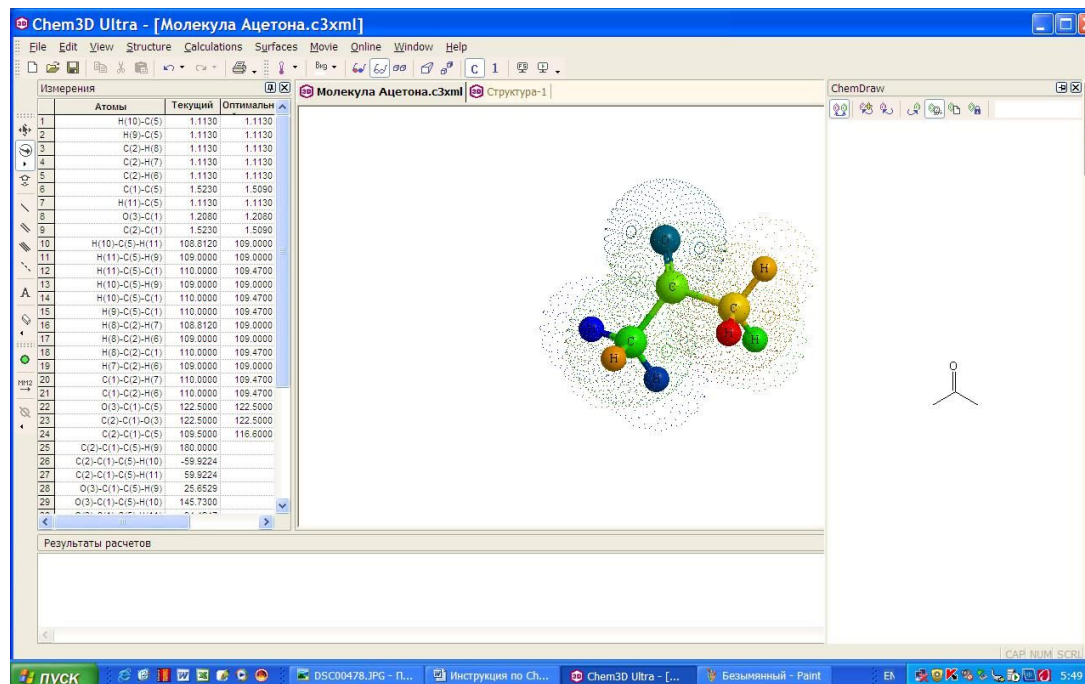 Chem3D Ultra - [Молекула Ацетона.c3xml]
File Edit View Structure Calculations Surfaces Movie Online Window Help
Bkg C 1
Измерения
Атомы Текущий Оптимальн
1 H(10)-C(5) 1.1130 1.1130
2 H(9)-C(5) 1.1130 1.1130
3 C(2)-H(8) 1.1130 1.1130
4 C(2)-H(7) 1.1130 1.1130
5 C(2)-H(6) 1.1130 1.1130
6 C(1)-C(5) 1.5230 1.5090
7 H(11)-C(5) 1.1130 1.1130
8 O(3)-C(1) 1.2080 1.2080
9 C(2)-C(1) 1.5230 1.5090
10 H(10)-C(5)-H(11) 108.8120 109.0000
11 H(11)-C(5)-H(9) 109.0000 109.0000
12 H(11)-C(5)-C(1) 110.0000 109.4700
13 H(10)-C(5)-H(9) 109.0000 109.0000
14 H(10)-C(5)-C(1) 110.0000 109.4700
15 H(9)-C(5)-C(1) 110.0000 109.4700
16 H(8)-C(2)-H(7) 108.8120 109.0000
17 H(8)-C(2)-H(6) 109.0000 109.0000
18 H(8)-C(2)-C(1) 110.0000 109.4700
19 H(7)-C(2)-H(6) 109.0000 109.0000
20 C(1)-C(2)-H(7) 110.0000 109.4700
21 C(1)-C(2)-H(6) 110.0000 109.4700
22 O(3)-C(1)-C(5) 122.5000 122.5000
23 C(2)-C(1)-O(3) 122.5000 122.5000
24 C(2)-C(1)-C(5) 109.5000 116.6000
25 C(2)-C(1)-C(5)-H(9) 180.0000
26 C(2)-C(1)-C(5)-H(10) -59.9224
27 C(2)-C(1)-C(5)-H(11) 59.9224
28 O(3)-C(1)-C(5)-H(9) 25.6529
29 O(3)-C(1)-C(5)-H(10) 145.7300
A
MM2
Молекула Ацетона.c3xml Структура-1
O
H
C
C
H
H
H
C
H
H
H
ChemDraw
O
Результаты расчетов
CAP NUM SCRL
пуск DSC00478.JPG - П... Инструкция по Ch... Chem3D Ultra - [... Безымянный - Paint EN 5:49